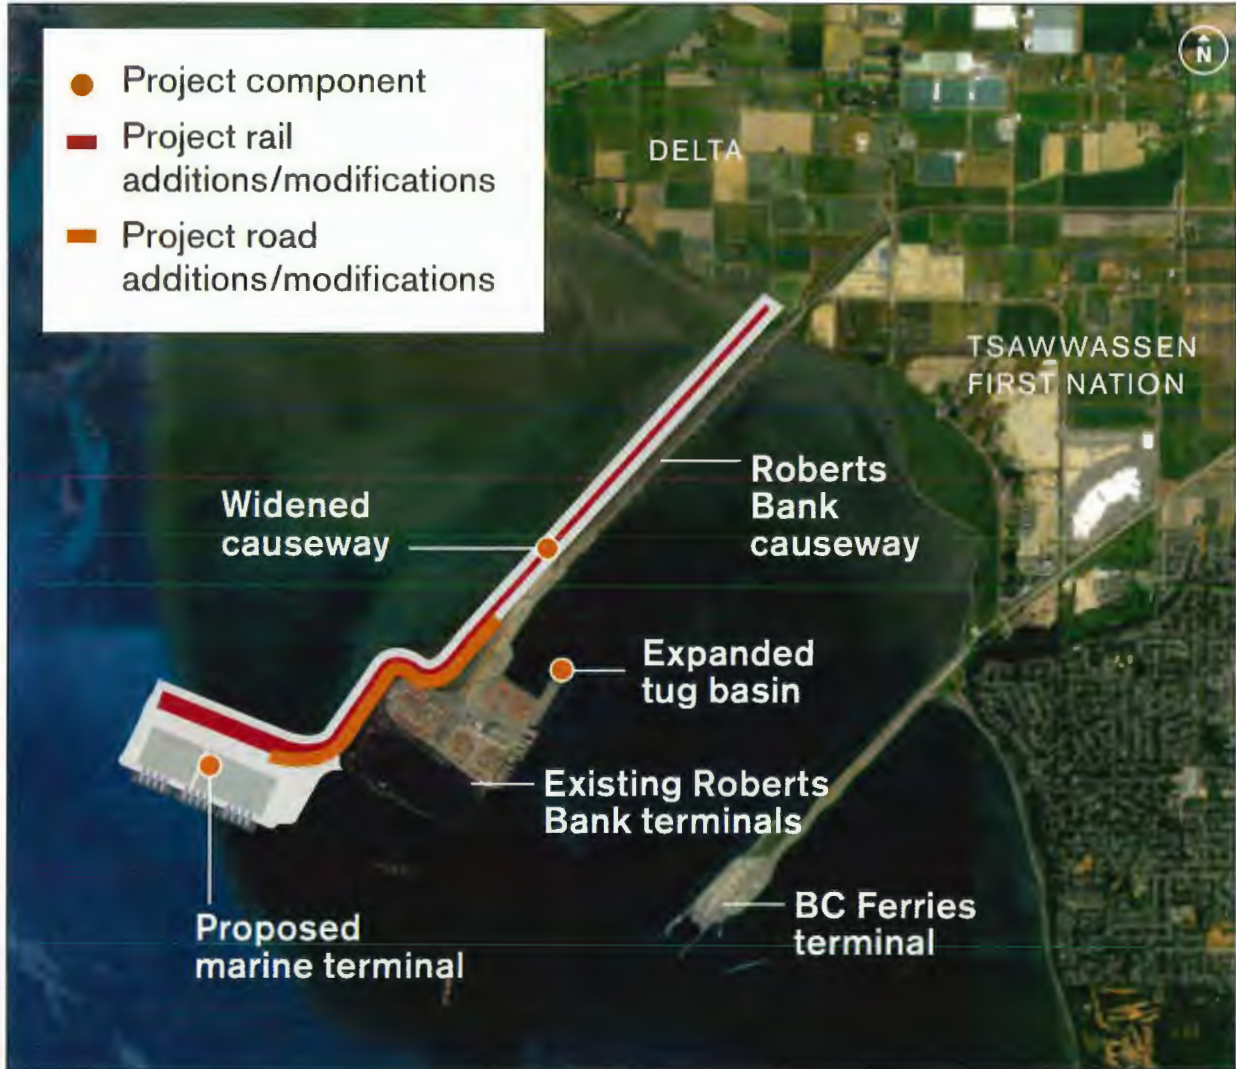 Project component
Project rail
additions/modifications
Project road
additions/modifications
N
DELTA
TSAWWASSEN
FIRST NATION
Roberts
Bank
causeway
Widened
causeway
Expanded
tug basin
Existing Roberts
Bank terminals
BC Ferries
terminal
Proposed
marine terminal